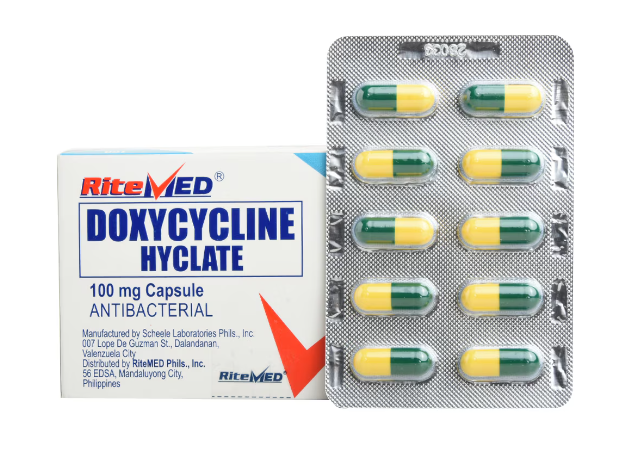 RiteMED®
DOXYCYCLINE
HYCLATE
100 mg Capsule
ANTIBACTERIAL
Manufactured by Scheele Laboratories Phils., Inc
007 Lope De Guzman St., Dalandanan,
Valenzuela City
Distributed by RiteMED Phils., Inc.
56 EDSA, Mandaluyong City,
Philippines
RiteMED®